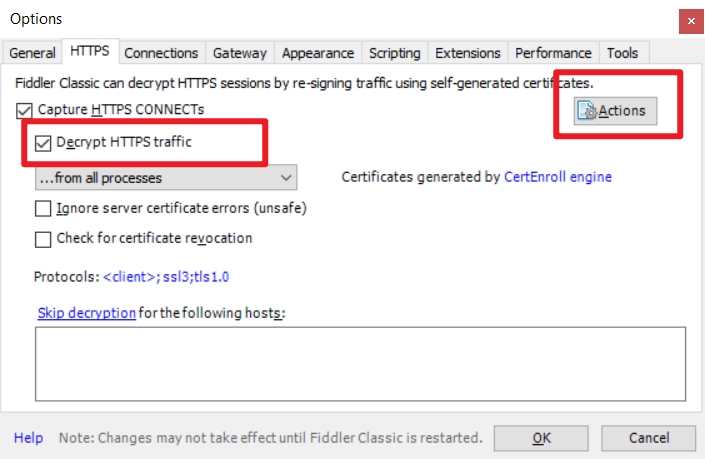 Options
General HTTPS Connections Gateway Appearance Scripting Extensions Performance Tools
Fiddler Classic can decrypt HTTPS sessions by re-signing traffic using self-generated certificates.
Capture HTTPS CONNECTs
Actions
Decrypt HTTPS traffic
...from all processes
Certificates generated by CertEnroll engine
Ignore server certificate errors (unsafe)
Check for certificate revocation
Protocols: <client>; ssl3;tls1.0
Skip decryption for the following hosts:
Help Note: Changes may not take effect until Fiddler Classic is restarted. OK Cancel